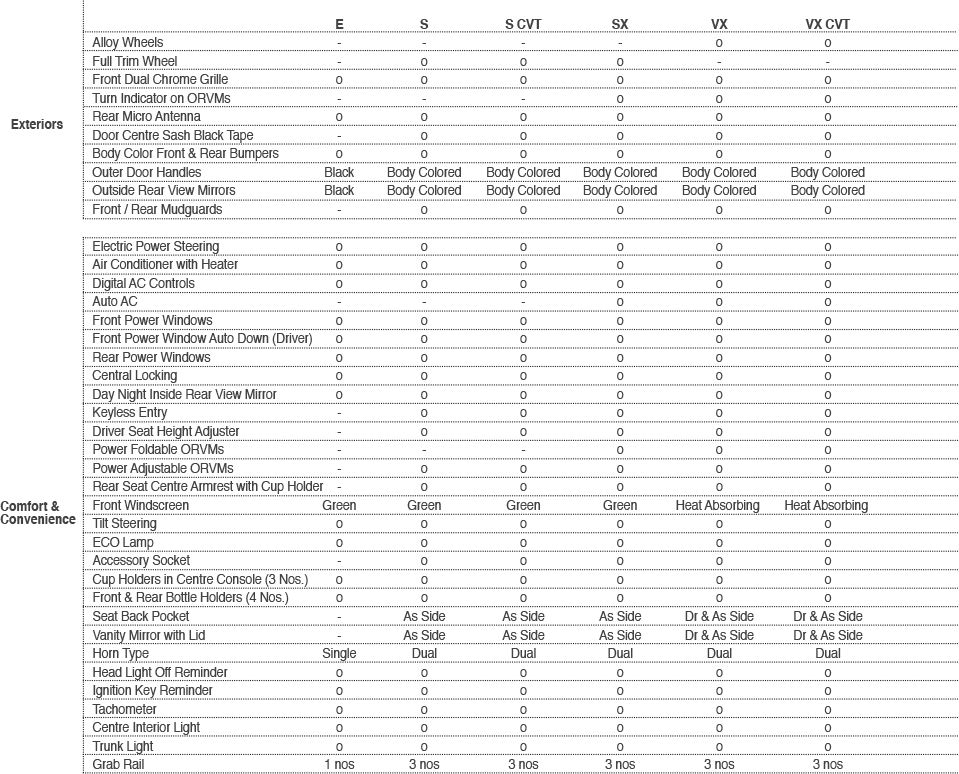 E S S CVT SX VX VX CVT
Alloy Wheels - - - - o o
Full Trim Wheel - o o o - -
Front Dual Chrome Grille o o o o o o
Turn Indicator on ORVMs - - - o o o
Rear Micro Antenna o o o o o o
Exteriors
Door Centre Sash Black Tape - o o o o o
Body Color Front & Rear Bumpers o o o o o o
Outer Door Handles Black Body Colored Body Colored Body Colored Body Colored Body Colored
Outside Rear View Mirrors Black Body Colored Body Colored Body Colored Body Colored Body Colored
Front / Rear Mudguards - o o o o o
Electric Power Steering o o o o o o
Air Conditioner with Heater o o o o o o
Digital AC Controls o o o o o o
Auto AC - - - o o o
Front Power Windows o o o o o o
Front Power Window Auto Down (Driver) o o o o o o
Rear Power Windows o o o o o o
Central Locking o o o o o o
Day Night Inside Rear View Mirror o o o o o o
Keyless Entry - o o o o o
Driver Seat Height Adjuster - o o o o o
Power Foldable ORVMs - - - o o o
Power Adjustable ORVMs - o o o o o
Rear Seat Centre Armrest with Cup Holder - o o o o o
Comfort &
Convenience
Front Windscreen Green Green Green Green Heat Absorbing Heat Absorbing
Tilt Steering o o o o o o
ECO Lamp o o o o o o
Accessory Socket - o o o o o
Cup Holders in Centre Console (3 Nos.) o o o o o o
Front & Rear Bottle Holders (4 Nos.) o o o o o o
Seat Back Pocket - As Side As Side As Side Dr & As Side Dr & As Side
Vanity Mirror with Lid - As Side As Side As Side Dr & As Side Dr & As Side
Horn Type Single Dual Dual Dual Dual Dual
Head Light Off Reminder o o o o o o
Ignition Key Reminder o o o o o o
Tachometer o o o o o o
Centre Interior Light o o o o o o
Trunk Light o o o o o o
Grab Rail 1 nos 3 nos 3 nos 3 nos 3 nos 3 nos